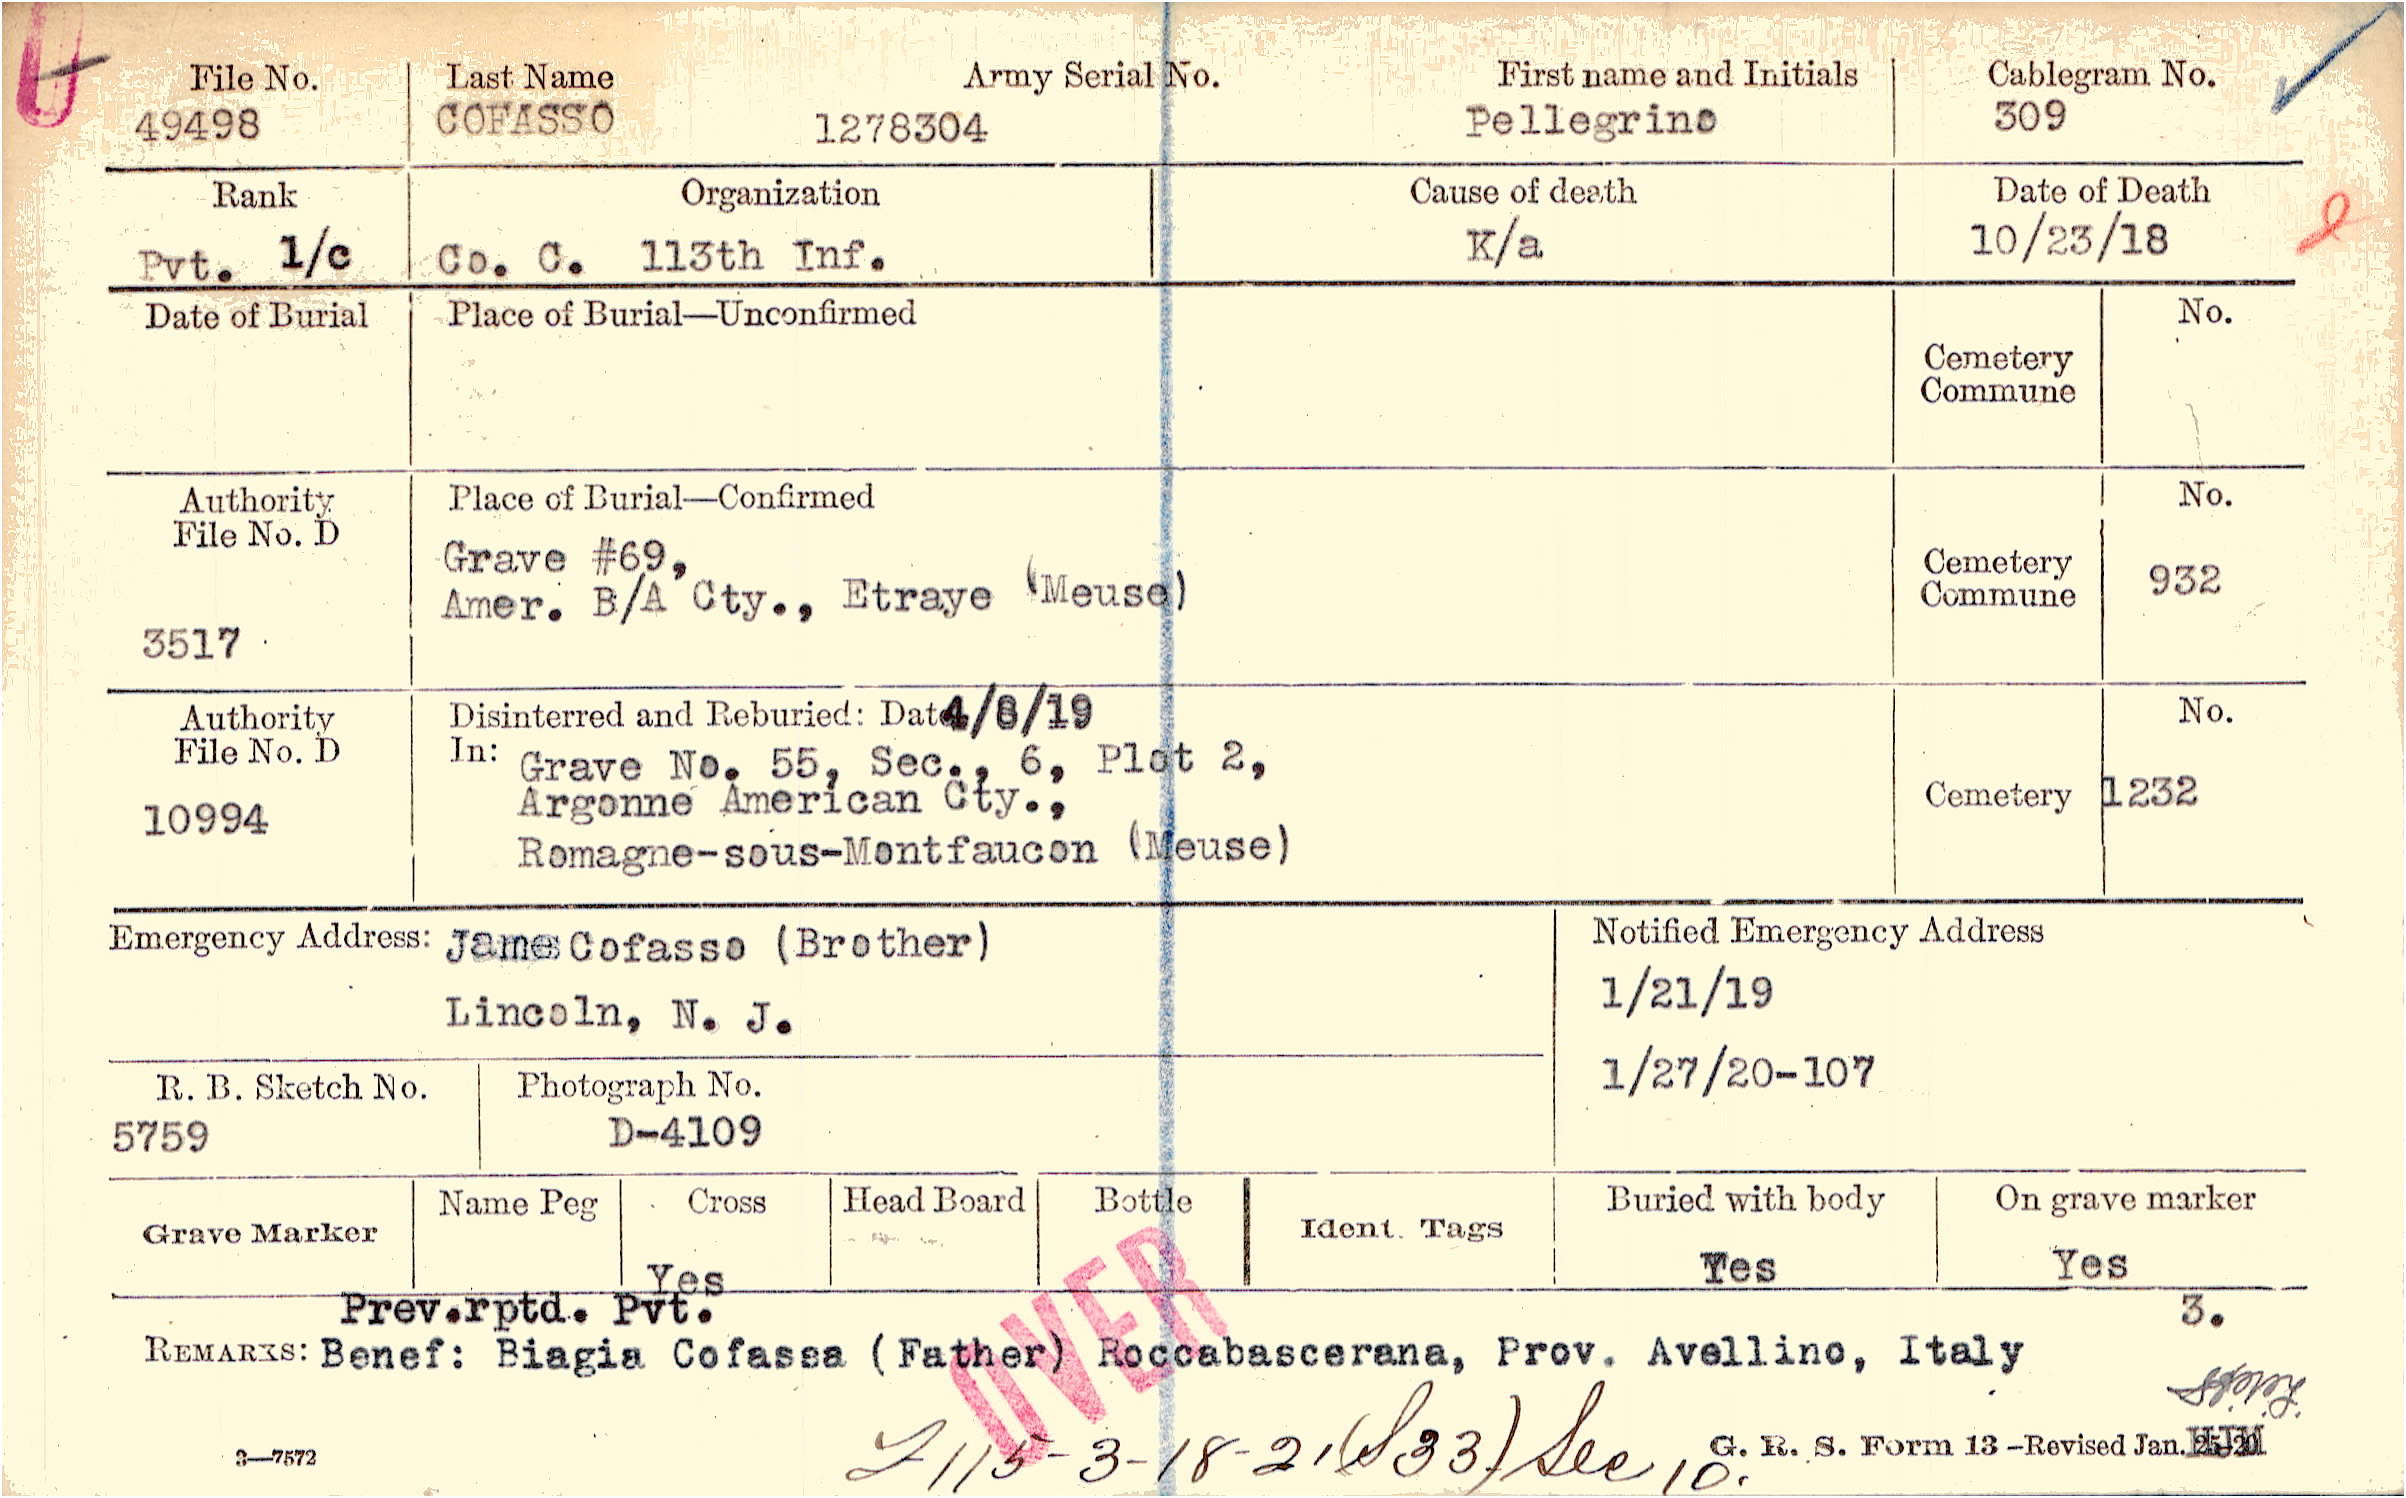 File No. Last Name Army Serial No. First name and Initials Cablegram No.
49498 COFASSO 1278304 Pellegrino 309
Rank Organization Cause of death Date of Death
Pvt. 1/c Co. C. 113th Inf. K/a 10/23/18
Date of Burial Place of Burial—Unconfirmed No.
Cemetery
Commune
Authority Place of Burial—Confirmed No.
File No. D
Grave #69,
Amer. B/A Cty., Etraye (Meuse)
Cemetery
Commune 932
3517
Authority Disinterred and Reburied: Date 4/8/19 No.
File No. D In: Grave No. 55, Sec., 6, Plot 2,
10994 Argonne American Cty., Cemetery 1232
Romagne-sous-Montfaucon (Meuse)
Emergency Address: James Cofasso (Brother) Notified Emergency Address
1/21/19
Lincoln, N. J.
1/27/20-107
R. B. Sketch No. Photograph No.
5759 D-4109
Grave Marker Name Peg Cross Head Board Bottle Ident. Tags Buried with body On grave marker
Yes Yes Yes
Prev.rptd. Pvt. 3.
REMARKS: Benef: Biagia Cofassa (Father) Roccabascerana, Prov. Avellino, Italy
OVER
115-3-18-21 (S33) Sec 10.
3—7572 G. R. S. Form 13—Revised Jan.